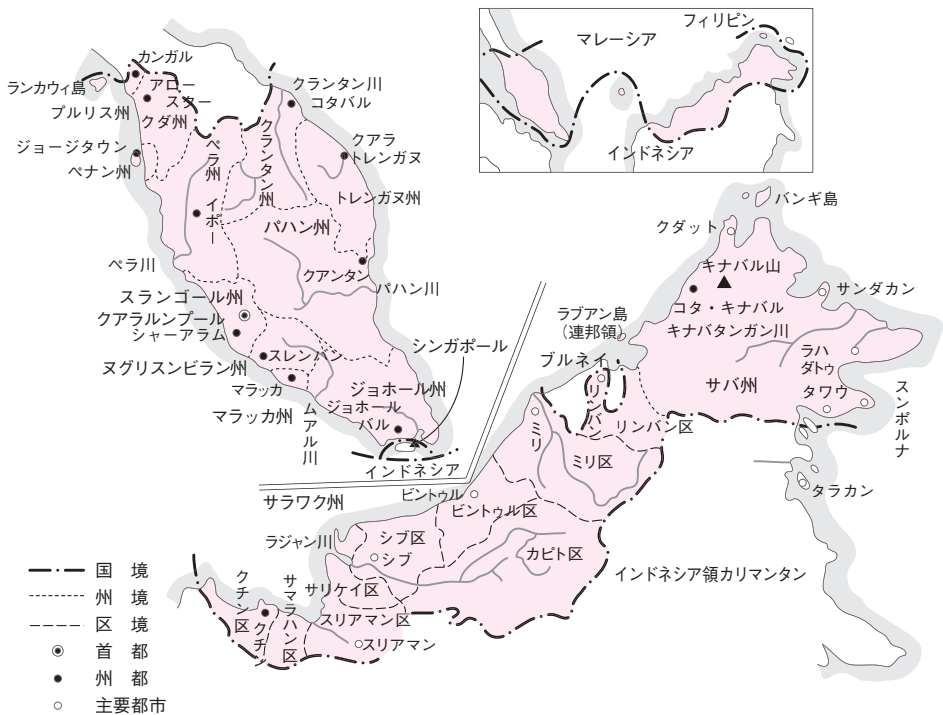 フィリピン
マレーシア
インドネシア
カンガル
ランカウィ島
アロー
スター
プルリス州
クダ州
クランタン川
コタバル
ジョージタウン
ペナン州
ペラ州
クランタン州
クアラ
トレンガヌ
トレンガヌ州
イポー
パハン州
ペラ川
クアンタン
パハン川
スランゴール州
クアラルンプール
シャーアラム
スレンバン
ヌグリスンビラン州
マラッカ
マラッカ州
ムアル川
ジョホール州
ジョホール
バル
シンガポール
インドネシア
バンギ島
クダット
キナバル山
サンダカン
コタ・キナバル
キナバタンガン川
ラブアン島
（連邦領）
ブルネイ
ラハ
ダトゥ
サバ州
タワウ
スンポルナ
リンバン
リンバン区
ミリ
ミリ区
サラワク州
ビントゥル
ビントゥル区
タラカン
ラジャン川
シブ区
シブ
カピト区
インドネシア領カリマンタン
クチン区
クチン
サマラハン区
サリケイ区
スリアマン区
スリアマン
国　境
州　境
区　境
首　都
州　都
主要都市